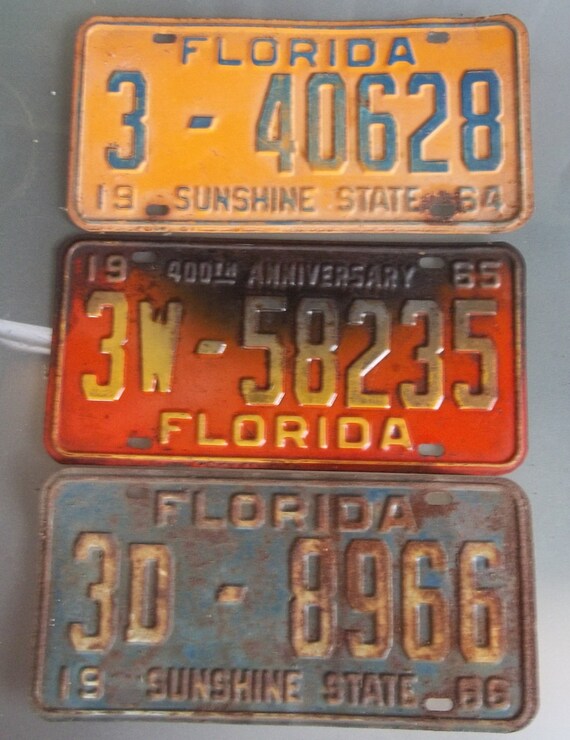 FLORIDA
3 - 40628
19 SUNSHINE STATE 64
19 400TH ANNIVERSARY 65
3W-58235
FLORIDA
FLORIDA
3D - 8966
19 SUNSHINE STATE 66